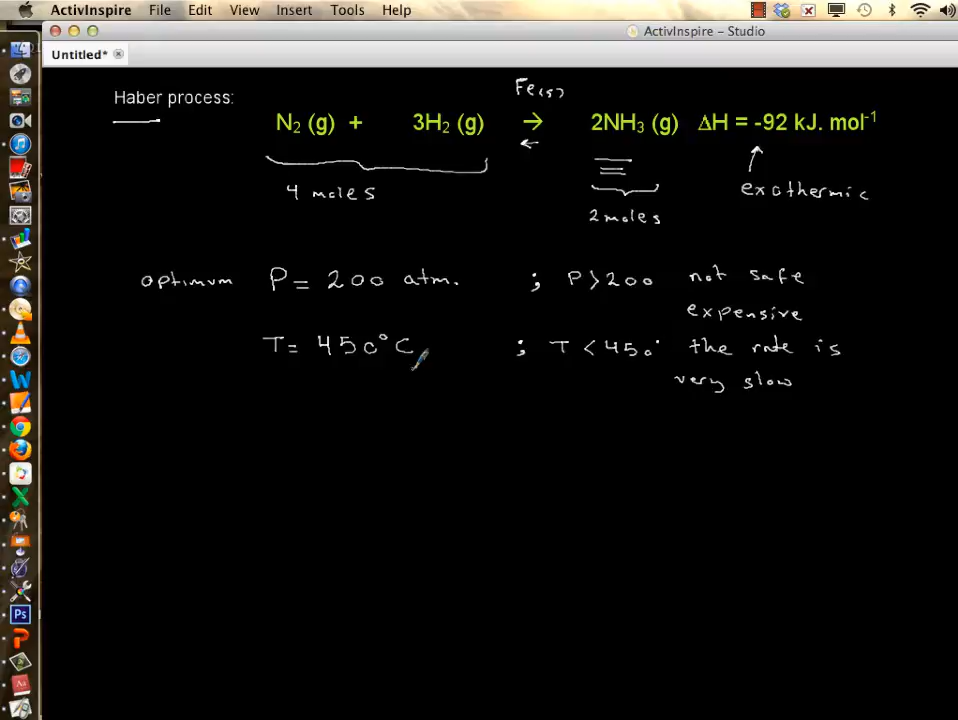 ActivInspire File Edit View Insert Tools Help
ActivInspire – Studio
Untitled*
Haber process:
Fe(s)
N₂ (g) + 3H₂ (g) → 2NH₃ (g) ΔH = -92 kJ. mol⁻¹
←
4 moles
exothermic
2 moles
optimum P = 200 atm. ; P > 200 not safe
expensive
T = 450°C ; T < 450° the rate is
very slow
W
X
Ps
P
Aa